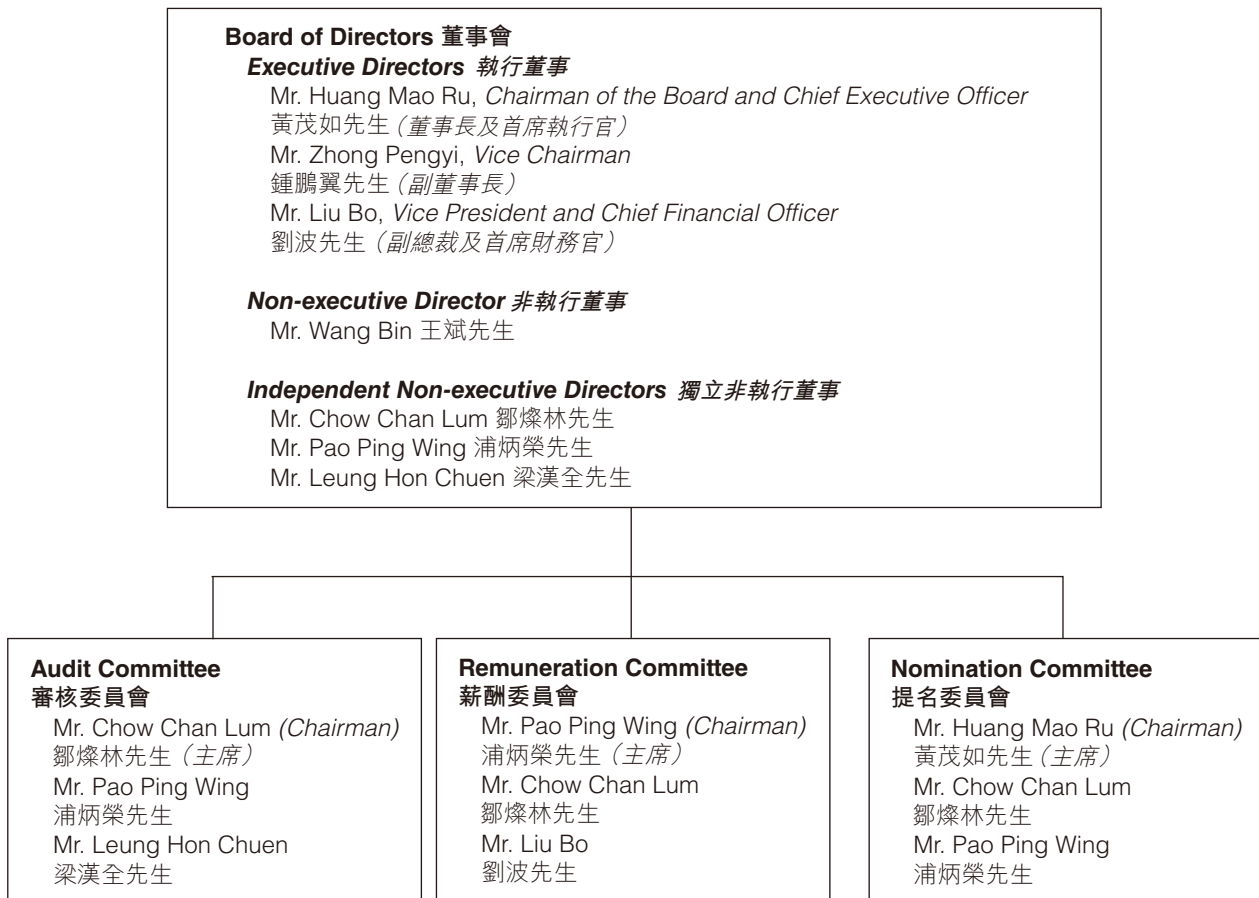 Board of Directors 董事會
Executive Directors 執行董事
Mr. Huang Mao Ru, Chairman of the Board and Chief Executive Officer
黃茂如先生（董事長及首席執行官）
Mr. Zhong Pengyi, Vice Chairman
鍾鵬翼先生（副董事長）
Mr. Liu Bo, Vice President and Chief Financial Officer
劉波先生（副總裁及首席財務官）
Non-executive Director 非執行董事
Mr. Wang Bin 王斌先生
Independent Non-executive Directors 獨立非執行董事
Mr. Chow Chan Lum 鄒燦林先生
Mr. Pao Ping Wing 浦炳榮先生
Mr. Leung Hon Chuen 梁漢全先生
Audit Committee
審核委員會
Mr. Chow Chan Lum (Chairman)
鄒燦林先生（主席）
Mr. Pao Ping Wing
浦炳榮先生
Mr. Leung Hon Chuen
梁漢全先生
Remuneration Committee
薪酬委員會
Mr. Pao Ping Wing (Chairman)
浦炳榮先生（主席）
Mr. Chow Chan Lum
鄒燦林先生
Mr. Liu Bo
劉波先生
Nomination Committee
提名委員會
Mr. Huang Mao Ru (Chairman)
黃茂如先生（主席）
Mr. Chow Chan Lum
鄒燦林先生
Mr. Pao Ping Wing
浦炳榮先生